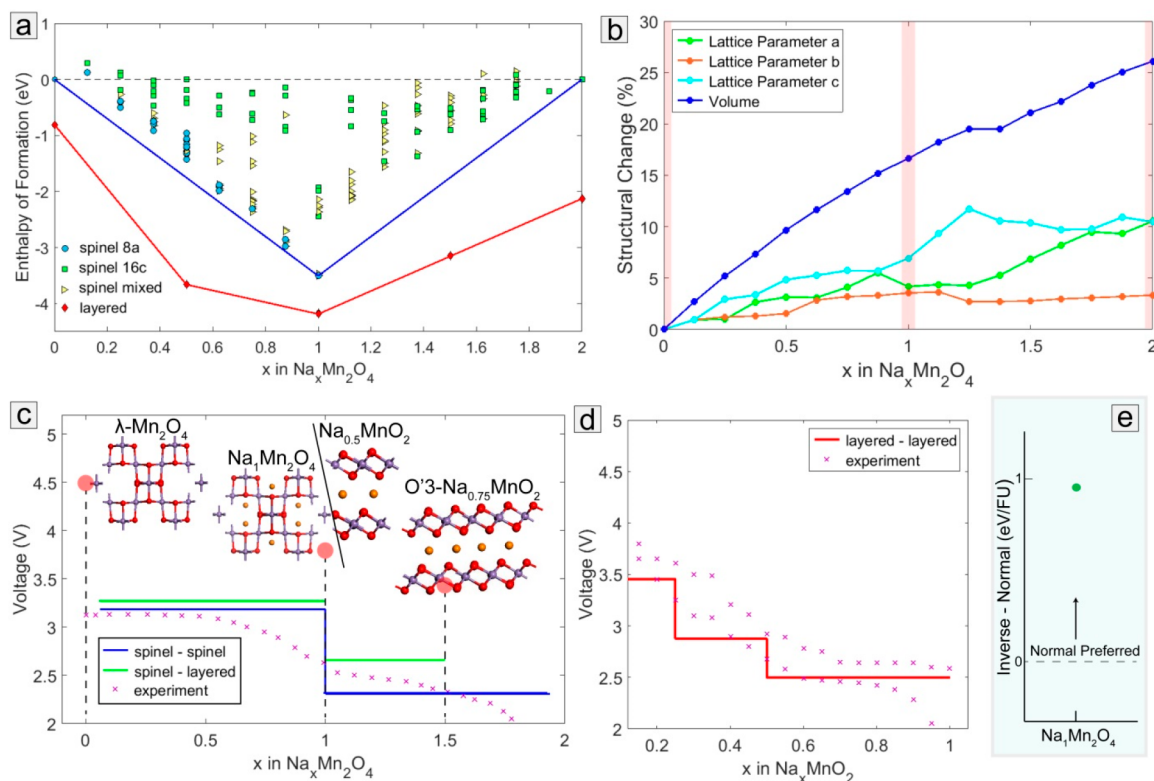 a
Enthalpy of Formation (eV)
0
-1
-2
-3
-4
spinel 8a
spinel 16c
spinel mixed
layered
0 0.2 0.4 0.6 0.8 1 1.2 1.4 1.6 1.8 2
x in NaₓMn₂O₄
b
Structural Change (%)
30
25
20
15
10
5
0
Lattice Parameter a
Lattice Parameter b
Lattice Parameter c
Volume
0 0.5 1 1.5 2
x in NaₓMn₂O₄
c
Voltage (V)
5
4.5
4
3.5
3
2.5
2
λ-Mn₂O₄
Na₁Mn₂O₄
Na₀.₅MnO₂
O'3-Na₀.₇₅MnO₂
spinel - spinel
spinel - layered
experiment
0 0.5 1 1.5 2
x in NaₓMn₂O₄
d
Voltage (V)
5
4.5
4
3.5
3
2.5
2
layered - layered
experiment
0.2 0.4 0.6 0.8 1
x in NaₓMnO₂
e
Inverse - Normal (eV/FU)
1
0
Normal Preferred
Na₁Mn₂O₄